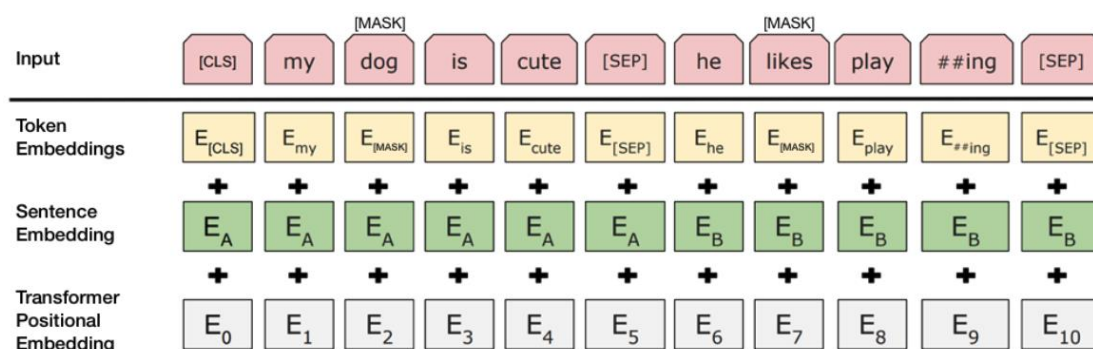 [MASK] [MASK]
Input [CLS] my dog is cute [SEP] he likes play ##ing [SEP]
Token
Embeddings
E[CLS] Emy E[MASK] Eis Ecute E[SEP] Ehe E[MASK] Eplay E##ing E[SEP]
+ + + + + + + + + + +
Sentence
Embedding
EA EA EA EA EA EA EB EB EB EB EB
+ + + + + + + + + + +
Transformer
Positional
Embedding
E0 E1 E2 E3 E4 E5 E6 E7 E8 E9 E10